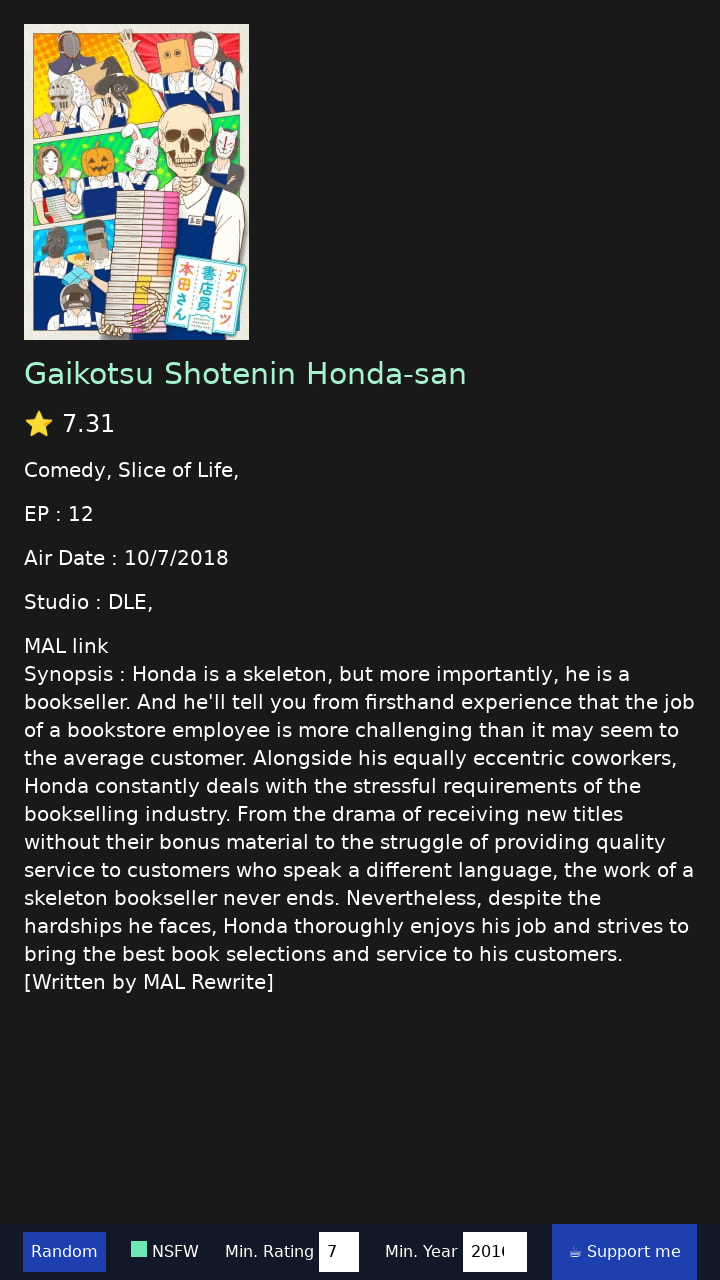 ガイコツ
書店員
本田さん
本田
Gaikotsu Shotenin Honda-san
⭐ 7.31
Comedy, Slice of Life,
EP : 12
Air Date : 10/7/2018
Studio : DLE,
MAL link
Synopsis : Honda is a skeleton, but more importantly, he is a
bookseller. And he'll tell you from firsthand experience that the job
of a bookstore employee is more challenging than it may seem to
the average customer. Alongside his equally eccentric coworkers,
Honda constantly deals with the stressful requirements of the
bookselling industry. From the drama of receiving new titles
without their bonus material to the struggle of providing quality
service to customers who speak a different language, the work of a
skeleton bookseller never ends. Nevertheless, despite the
hardships he faces, Honda thoroughly enjoys his job and strives to
bring the best book selections and service to his customers.
[Written by MAL Rewrite]
Random
NSFW
Min. Rating 7
Min. Year
☕ Support me